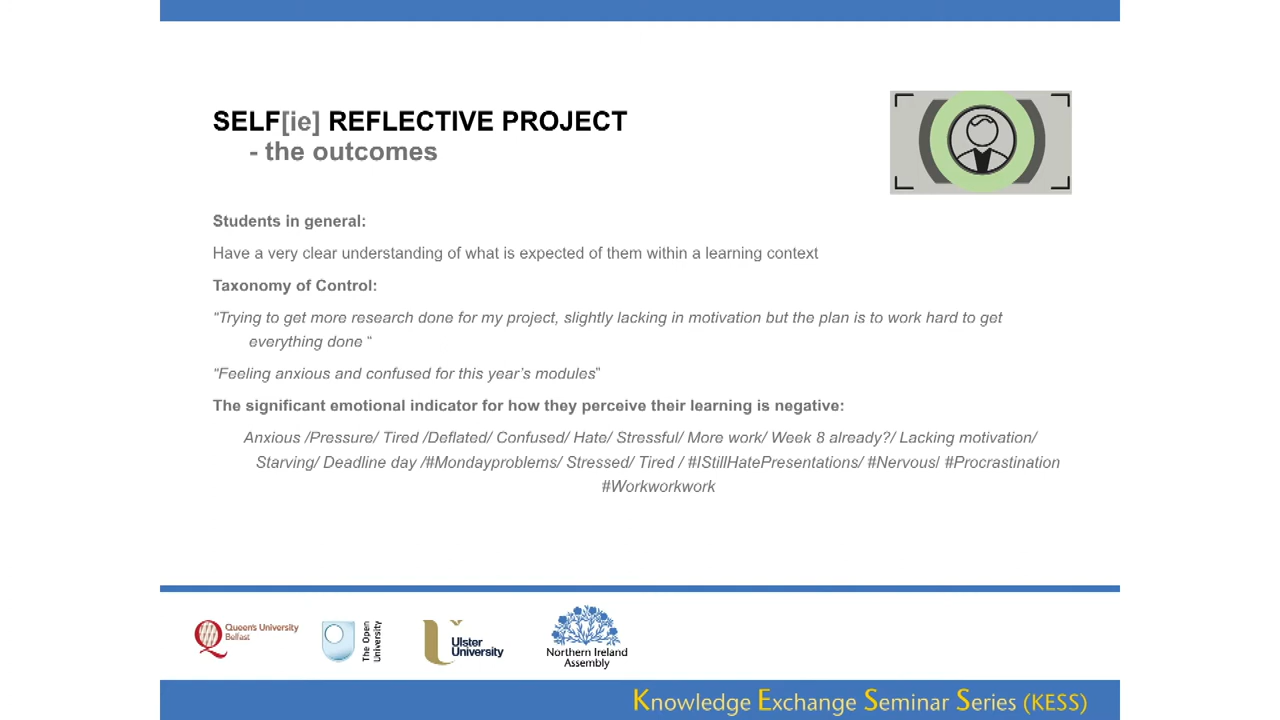 SELF[ie] REFLECTIVE PROJECT
- the outcomes
Students in general:
Have a very clear understanding of what is expected of them within a learning context
Taxonomy of Control:
“Trying to get more research done for my project, slightly lacking in motivation but the plan is to work hard to get
everything done “
“Feeling anxious and confused for this year’s modules”
The significant emotional indicator for how they perceive their learning is negative:
Anxious /Pressure/ Tired /Deflated/ Confused/ Hate/ Stressful/ More work/ Week 8 already?/ Lacking motivation/
Starving/ Deadline day /#Mondayproblems/ Stressed/ Tired / #IStillHatePresentations/ #Nervous/ #Procrastination
#Workworkwork
Queen's University
Belfast
The Open
University
Ulster
University
Northern Ireland
Assembly
Knowledge Exchange Seminar Series (KESS)